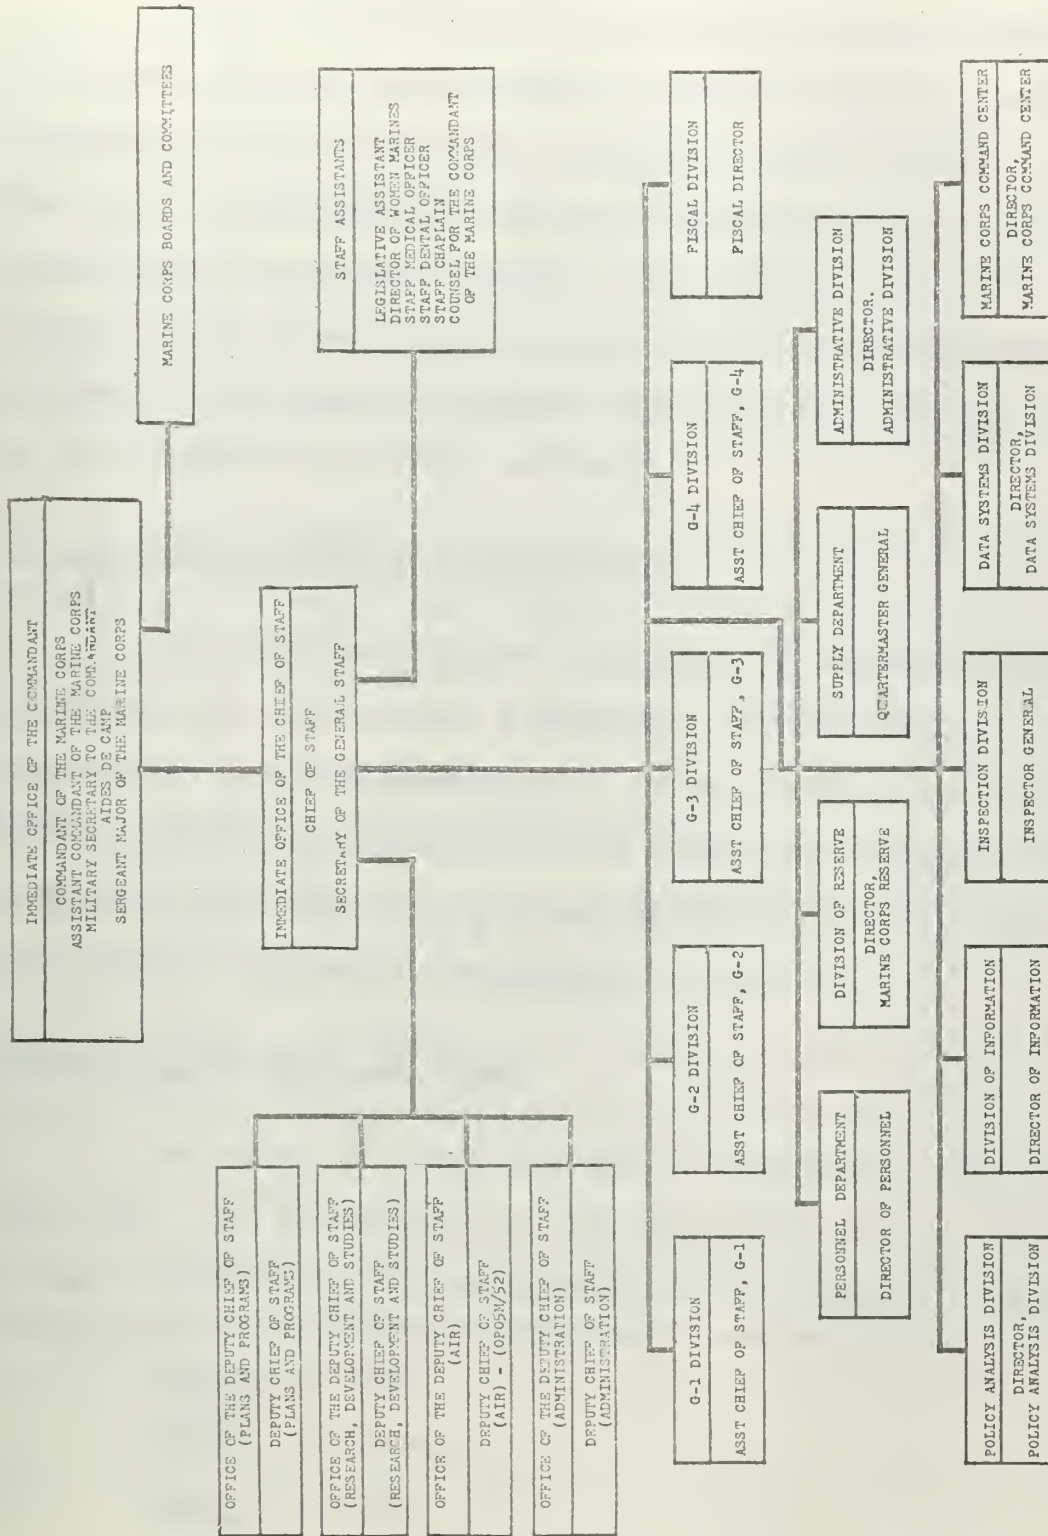 IMMEDIATE OFFICE OF THE COMMANDANT
COMMANDANT OF THE MARINE CORPS
ASSISTANT COMMANDANT OF THE MARINE CORPS
MILITARY SECRETARY TO THE COMMANDANT
AIDES DE CAMP
SERGEANT MAJOR OF THE MARINE CORPS
MARINE CORPS BOARDS AND COMMITTEES
IMMEDIATE OFFICE OF THE CHIEF OF STAFF
CHIEF OF STAFF
SECRETARY OF THE GENERAL STAFF
STAFF ASSISTANTS
LEGISLATIVE ASSISTANT
DIRECTOR OF WOMEN MARINES
STAFF MEDICAL OFFICER
STAFF DENTAL OFFICER
STAFF CHAPLAIN
COUNSEL FOR THE COMMANDANT
OF THE MARINE CORPS
OFFICE OF THE DEPUTY CHIEF OF STAFF
(PLANS AND PROGRAMS)
DEPUTY CHIEF OF STAFF
(PLANS AND PROGRAMS)
OFFICE OF THE DEPUTY CHIEF OF STAFF
(RESEARCH, DEVELOPMENT AND STUDIES)
DEPUTY CHIEF OF STAFF
(RESEARCH, DEVELOPMENT AND STUDIES)
OFFICE OF THE DEPUTY CHIEF OF STAFF
(AIR)
DEPUTY CHIEF OF STAFF
(AIR) - (OP05M/52)
OFFICE OF THE DEPUTY CHIEF OF STAFF
(ADMINISTRATION)
DEPUTY CHIEF OF STAFF
(ADMINISTRATION)
G-1 DIVISION
ASST CHIEF OF STAFF, G-1
G-2 DIVISION
ASST CHIEF OF STAFF, G-2
G-3 DIVISION
ASST CHIEF OF STAFF, G-3
G-4 DIVISION
ASST CHIEF OF STAFF, G-4
FISCAL DIVISION
FISCAL DIRECTOR
PERSONNEL DEPARTMENT
DIRECTOR OF PERSONNEL
DIVISION OF RESERVE
DIRECTOR,
MARINE CORPS RESERVE
SUPPLY DEPARTMENT
QUARTERMASTER GENERAL
ADMINISTRATIVE DIVISION
DIRECTOR.
ADMINISTRATIVE DIVISION
POLICY ANALYSIS DIVISION
DIRECTOR,
POLICY ANALYSIS DIVISION
DIVISION OF INFORMATION
DIRECTOR OF INFORMATION
INSPECTION DIVISION
INSPECTOR GENERAL
DATA SYSTEMS DIVISION
DIRECTOR,
DATA SYSTEMS DIVISION
MARINE CORPS COMMAND CENTER
DIRECTOR,
MARINE CORPS COMMAND CENTER